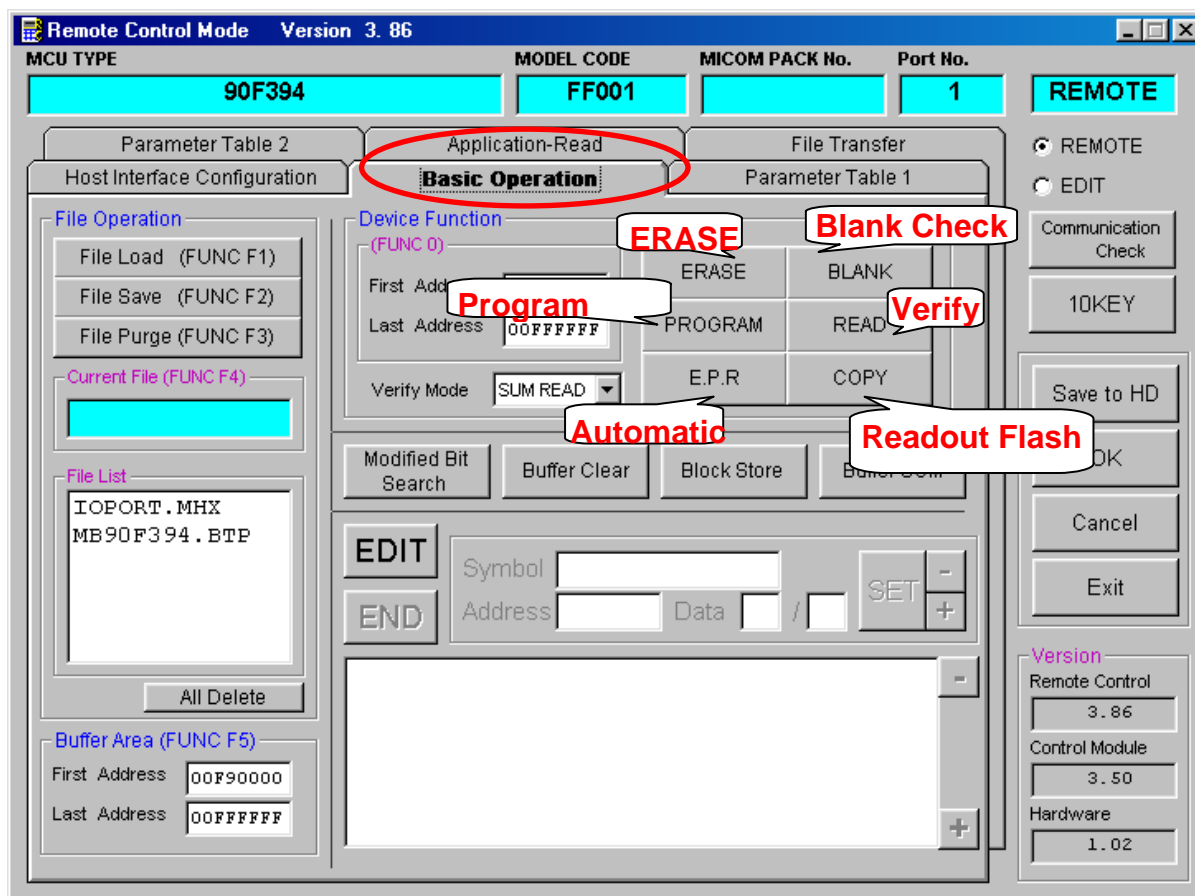 Remote Control Mode Version 3. 86
MCU TYPE MODEL CODE MICOM PACK No. Port No.
90F394 FF001 1 REMOTE
Parameter Table 2 Application-Read File Transfer
Host Interface Configuration Basic Operation Parameter Table 1
REMOTE
EDIT
Communication
Check
10KEY
File Operation
File Load (FUNC F1)
File Save (FUNC F2)
File Purge (FUNC F3)
Current File (FUNC F4)
File List
IOPORT.MHX
MB90F394.BTP
All Delete
Buffer Area (FUNC F5)
First Address 00F90000
Last Address 00FFFFFF
Device Function
(FUNC 0)
First
Last Address 00FFFFFF
Verify Mode SUM READ
ERASE
Blank Check
ERASE BLANK
Program
Verify
PROGRAM READ
E.P.R COPY
Automatic
Readout Flash
Modified Bit
Search
Buffer Clear
Block Store
EDIT
END
Symbol
Address Data /
SET
-
+
-
+
Save to HD
Cancel
Exit
Version
Remote Control
3.86
Control Module
3.50
Hardware
1.02